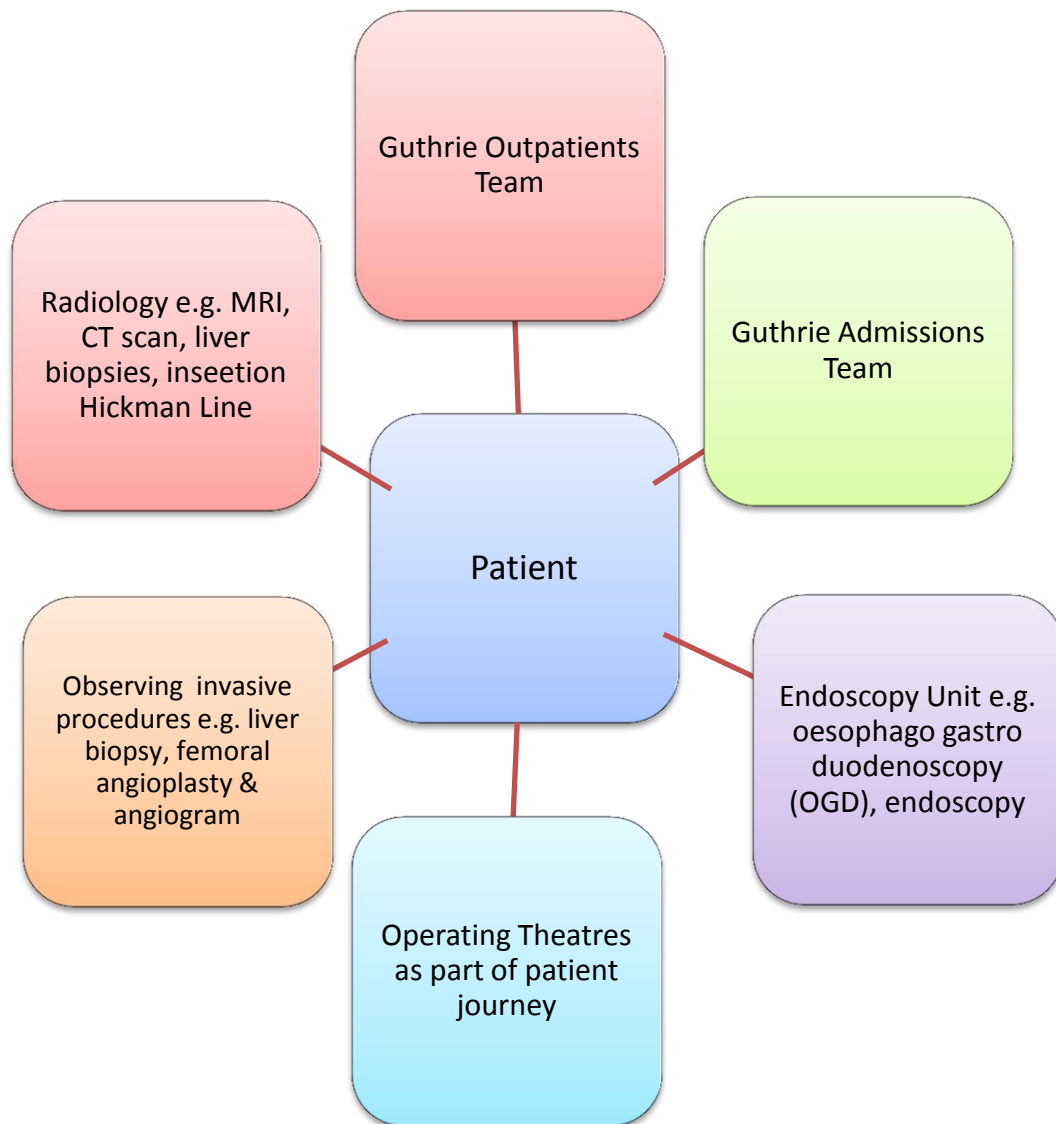 Guthrie Outpatients
Team
Radiology e.g. MRI,
CT scan, liver
biopsies, inseetion
Hickman Line
Guthrie Admissions
Team
Patient
Observing  invasive
procedures e.g. liver
biopsy, femoral
angioplasty &
angiogram
Endoscopy Unit e.g.
oesophago gastro
duodenoscopy
(OGD), endoscopy
Operating Theatres
as part of patient
journey